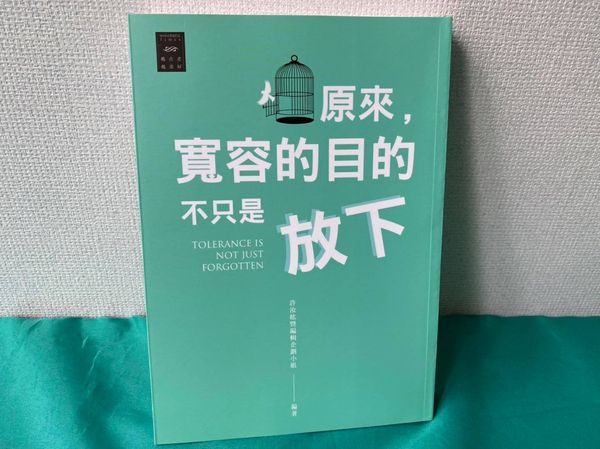 原來，
寬容的目的
不只是
放下
TOLERANCE IS
NOT JUST
FORGOTTEN
許汝紘暨編輯企劃小組
編著